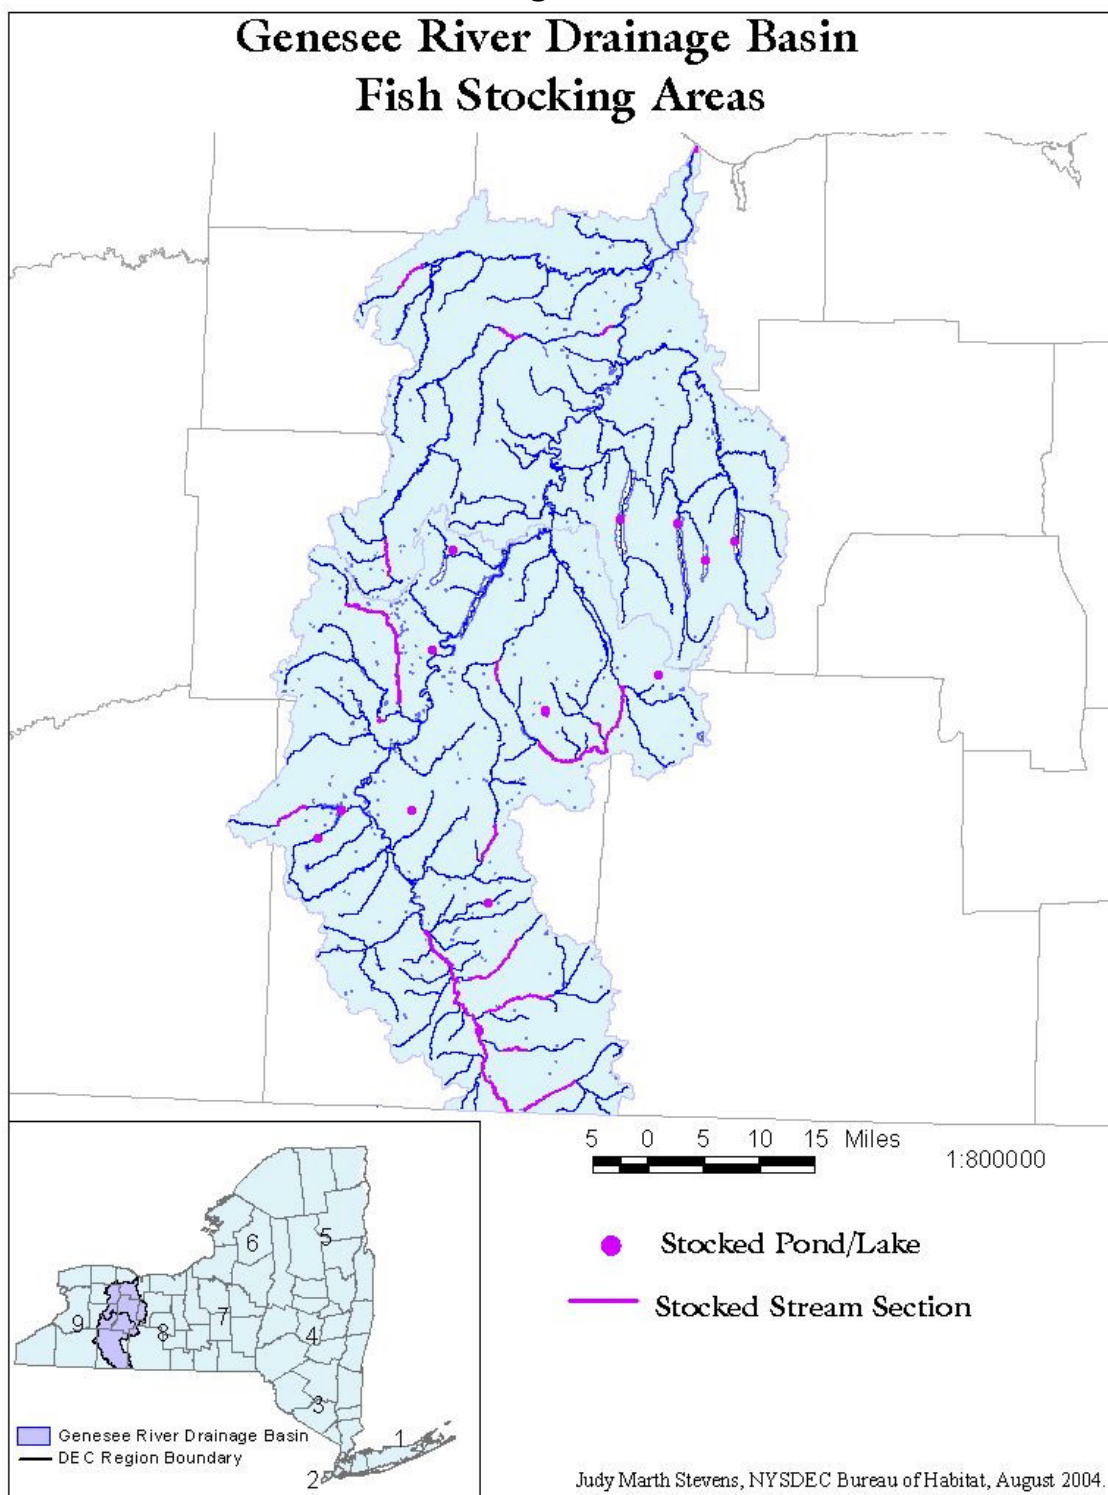 Genesee River Drainage Basin
Fish Stocking Areas
5 0 5 10 15 Miles
1:800000
Stocked Pond/Lake
Stocked Stream Section
6
5
9
8
7
4
3
1
2
Genesee River Drainage Basin
DEC Region Boundary
Judy Marth Stevens, NYSDEC Bureau of Habitat, August 2004.